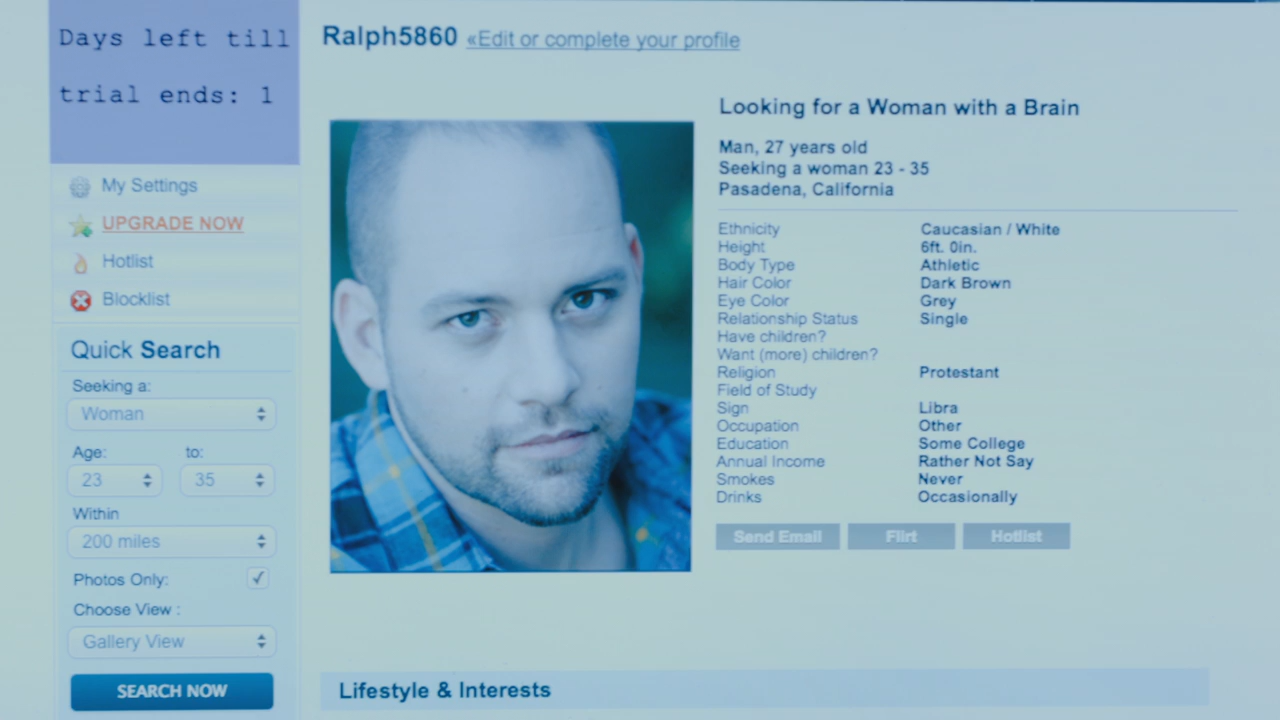 Days left till
trial ends: 1
My Settings
UPGRADE NOW
Hotlist
Blocklist
Quick Search
Seeking a:
Woman
Age: to:
23 35
Within
200 miles
Photos Only:
Choose View :
Gallery View
SEARCH NOW
Ralph5860 «Edit or complete your profile
Looking for a Woman with a Brain
Man, 27 years old
Seeking a woman 23 - 35
Pasadena, California
Ethnicity Caucasian / White
Height 6ft. 0in.
Body Type Athletic
Hair Color Dark Brown
Eye Color Grey
Relationship Status Single
Have children?
Want (more) children?
Religion Protestant
Field of Study
Sign Libra
Occupation Other
Education Some College
Annual Income Rather Not Say
Smokes Never
Drinks Occasionally
Send Email Flirt Hotlist
Lifestyle & Interests